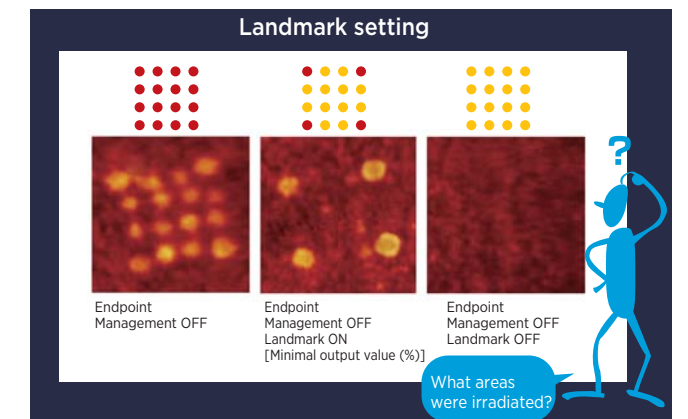 Landmark setting
Endpoint
Management OFF
Endpoint
Management OFF
Landmark ON
[Minimal output value (%)]
Endpoint
Management OFF
Landmark OFF
?
What areas
were irradiated?